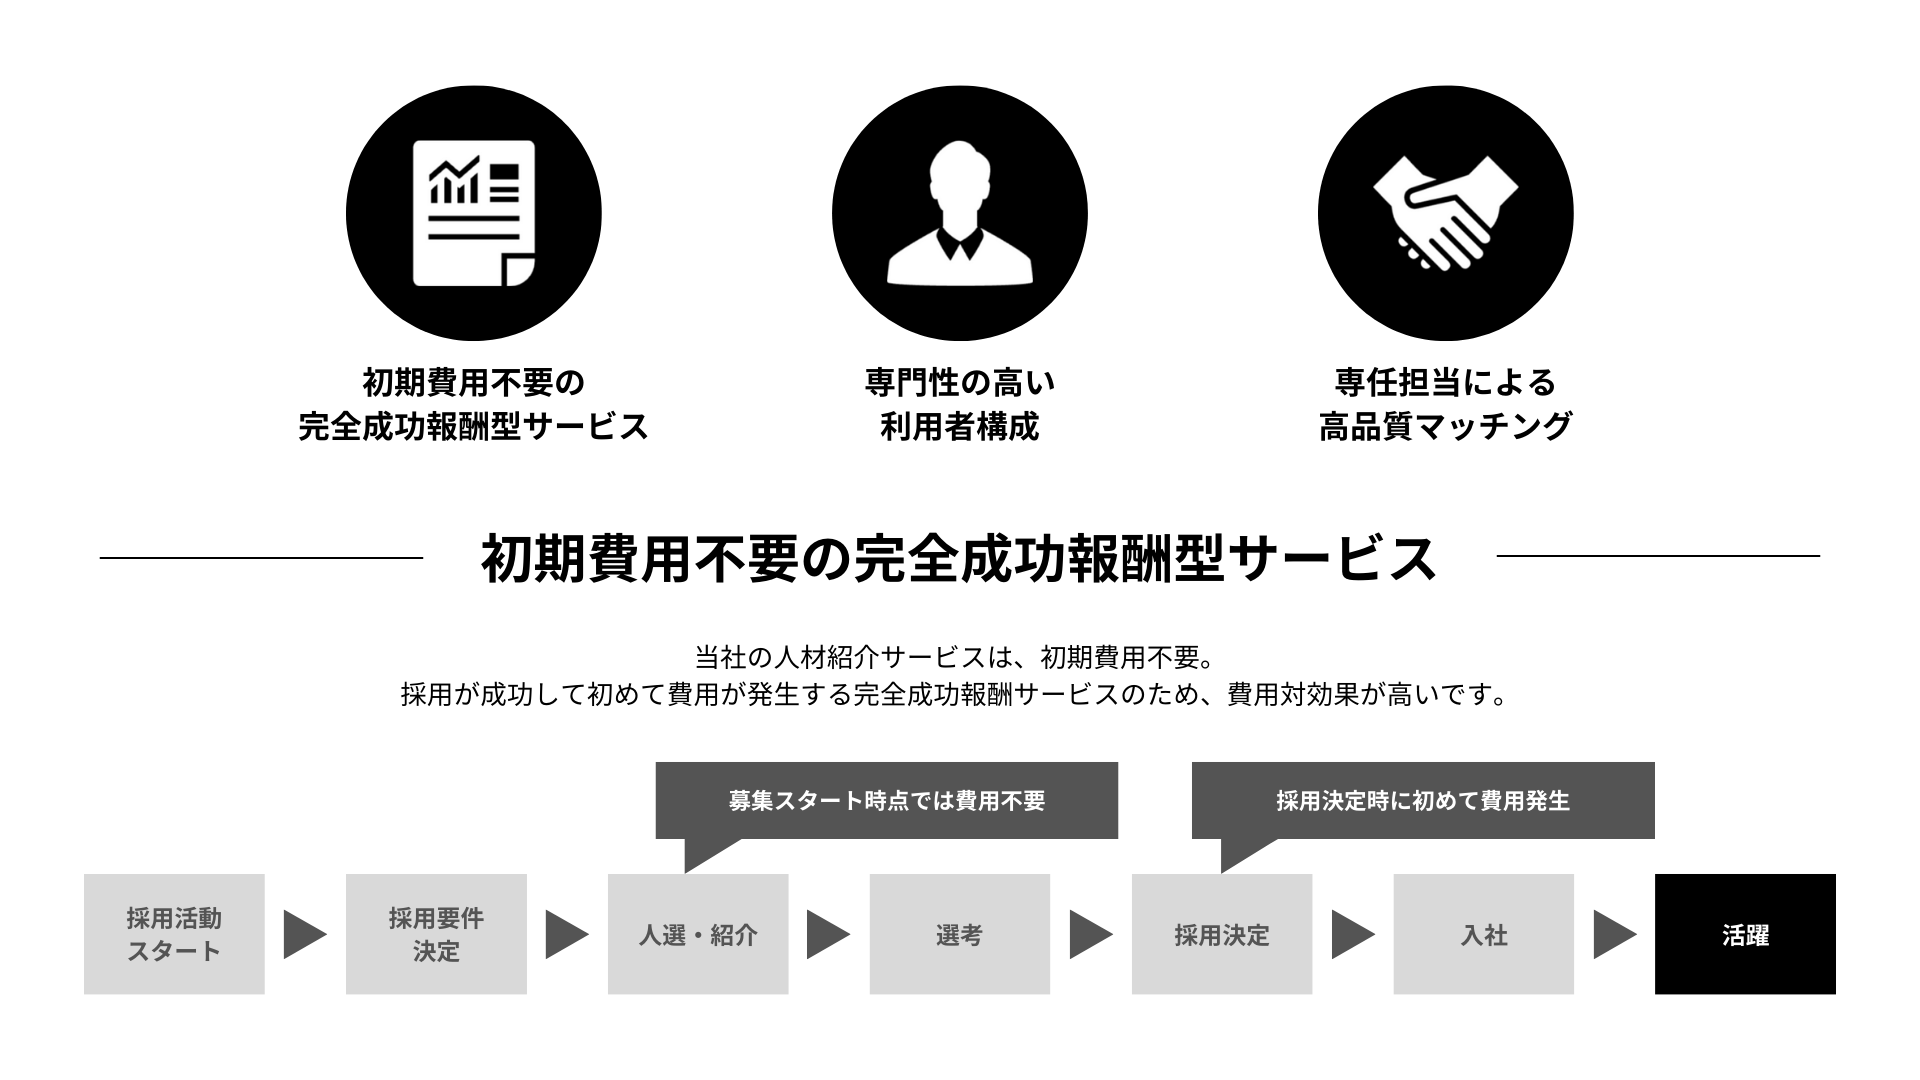 初期費用不要の
完全成功報酬型サービス
専門性の高い
利用者構成
専任担当による
高品質マッチング
初期費用不要の完全成功報酬型サービス
当社の人材紹介サービスは、初期費用不要。
採用が成功して初めて費用が発生する完全成功報酬サービスのため、費用対効果が高いです。
募集スタート時点では費用不要
採用決定時に初めて費用発生
採用活動
スタート
採用要件
決定
人選・紹介
選考
採用決定
入社
活躍